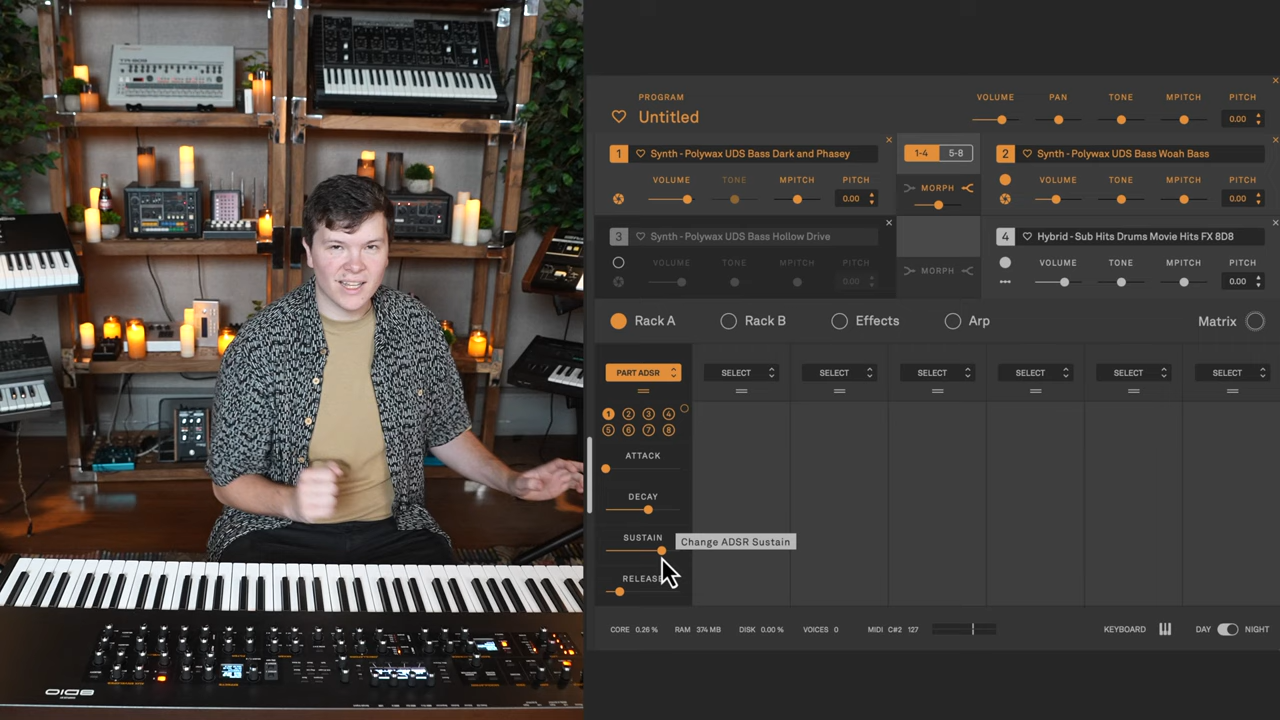 PROGRAM
Untitled
VOLUME PAN TONE MPITCH PITCH
0.00
1 Synth - Polywax UDS Bass Dark and Phasey
VOLUME TONE MPITCH PITCH
0.00
1-4 5-8
MORPH
2 Synth - Polywax UDS Bass Woah Bass
VOLUME TONE MPITCH PITCH
0.00
3 Synth - Polywax UDS Bass Hollow Drive
VOLUME TONE MPITCH PITCH
0.00
MORPH
4 Hybrid - Sub Hits Drums Movie Hits FX 8D8
VOLUME TONE MPITCH PITCH
0.00
Rack A Rack B Effects Arp Matrix
PART ADSR SELECT SELECT SELECT SELECT SELECT SELECT
1 2 3 4
5 6 7 8
ATTACK
DECAY
SUSTAIN
Change ADSR Sustain
RELEASE
CORE 0.26 % RAM 374 MB DISK 0.00 % VOICES 0 MIDI C#2 127 KEYBOARD DAY NIGHT